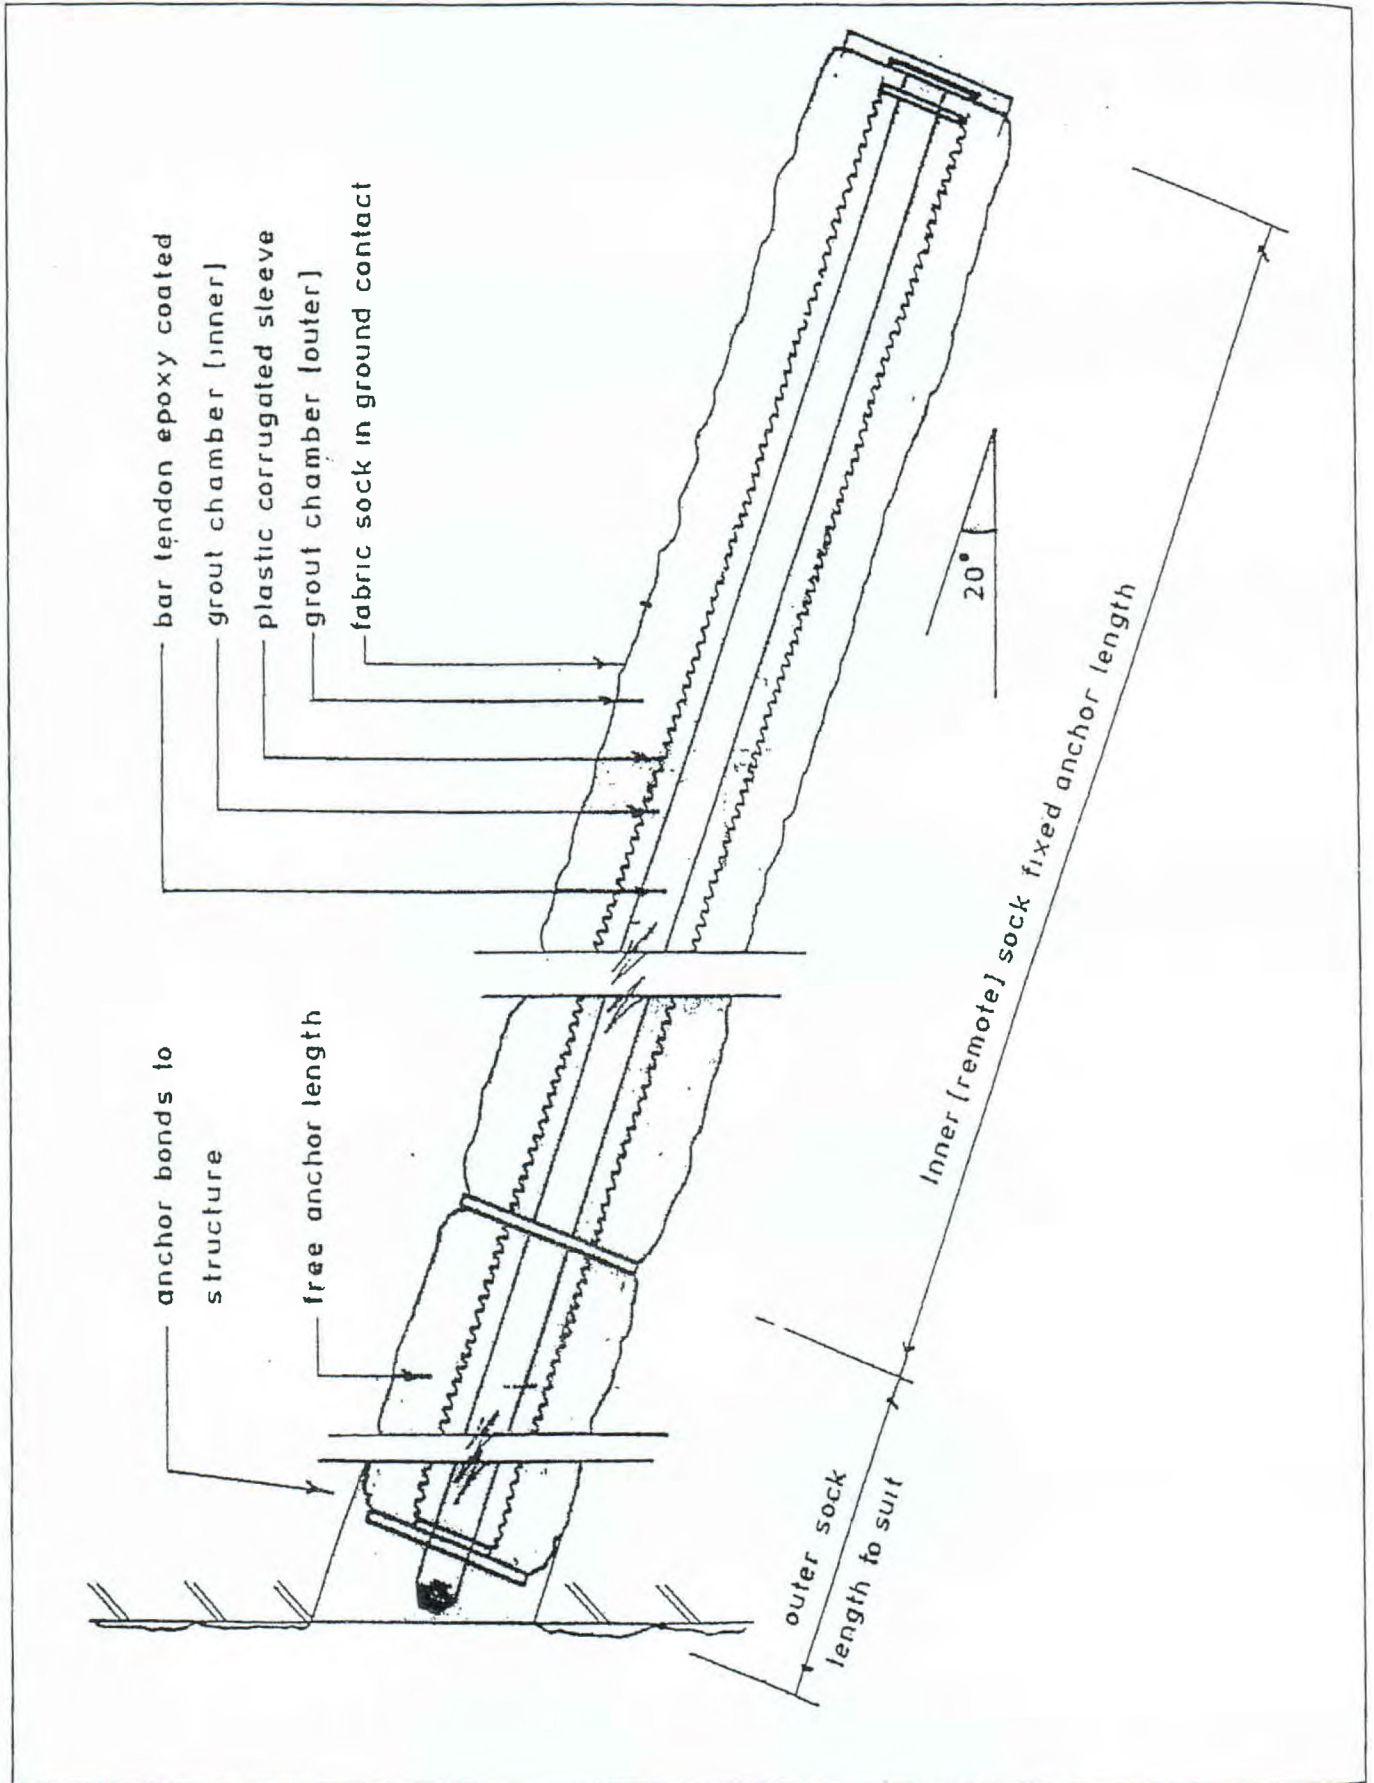 anchor bonds to
structure
free anchor length
bar tendon epoxy coated
grout chamber [inner]
plastic corrugated sleeve
grout chamber [outer]
fabric sock in ground contact
20°
outer sock
length to suit
Inner [remote] sock fixed anchor length